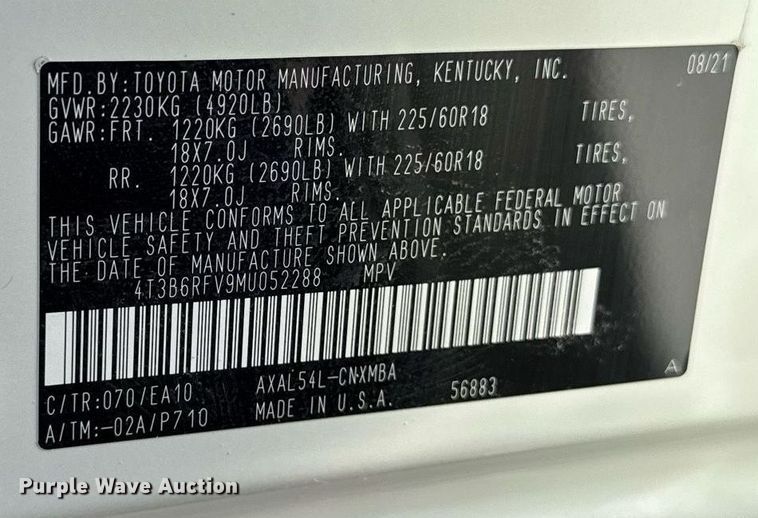 MFD.BY:TOYOTA MOTOR MANUFACTURING, KENTUCKY, INC. 08/21
GVWR:2230KG (4920LB)
GAWR:FRT. 1220KG (2690LB) WITH 225/60R18 TIRES,
18X7.0J RIMS.
RR. 1220KG (2690LB) WITH 225/60R18 TIRES,
18X7.0J RIMS.
THIS VEHICLE CONFORMS TO ALL APPLICABLE FEDERAL MOTOR
VEHICLE SAFETY AND THEFT PREVENTION STANDARDS IN EFFECT ON
THE DATE OF MANUFACTURE SHOWN ABOVE.
4T3B6RFV9MU052288 MPV
C/TR:070/EA10 AXAL54L-CNXMBA 56883 A
A/TM:-02A/P710 MADE IN U.S.A.
Purple Wave Auction